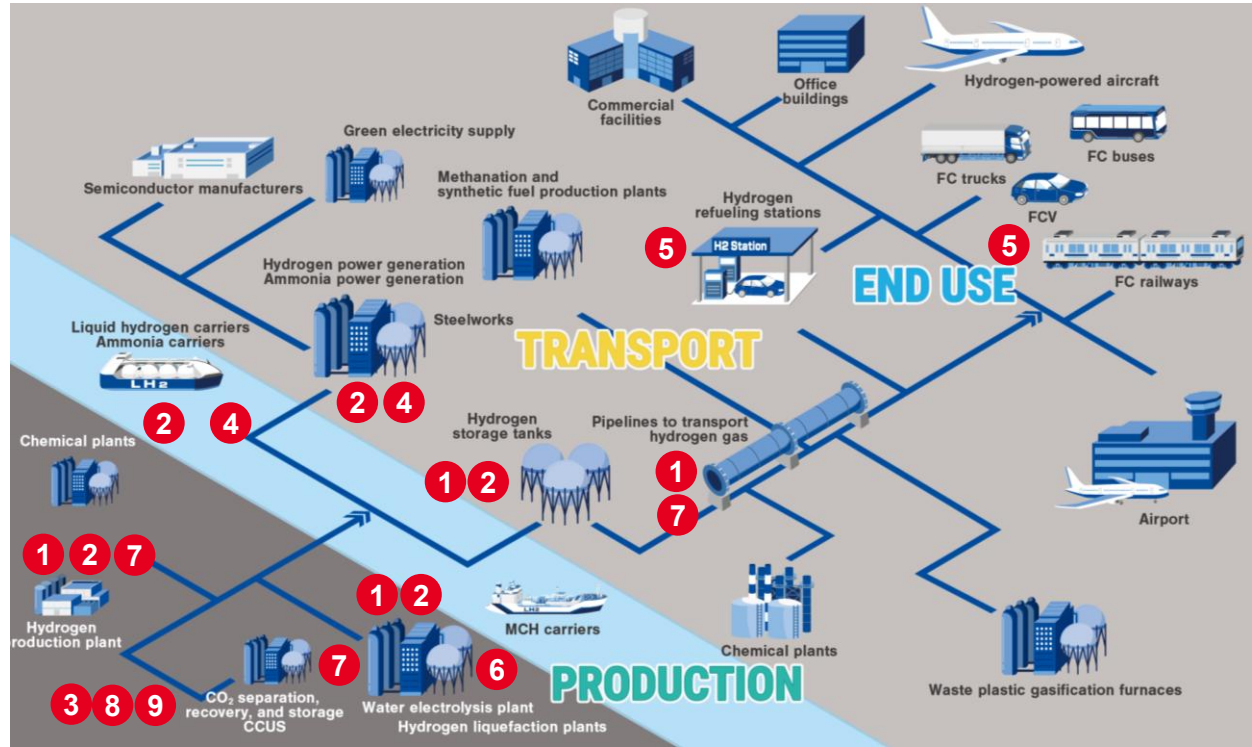 Commercial
facilities
Office
buildings
Hydrogen-powered aircraft
FC buses
FC trucks
FCV
Green electricity supply
Semiconductor manufacturers
Methanation and
synthetic fuel production plants
Hydrogen
refueling stations
5
H2 Station
5
FC railways
END USE
Hydrogen power generation
Ammonia power generation
Steelworks
TRANSPORT
Liquid hydrogen carriers
Ammonia carriers
LH2
2
4
2
4
Hydrogen
storage tanks
1
2
Pipelines to transport
hydrogen gas
1
7
Airport
Chemical plants
1
2
7
Hydrogen
roduction plant
3
8
9
CO₂ separation,
recovery, and storage
CCUS
1
2
7
6
Water electrolysis plant
Hydrogen liquefaction plants
LH2
MCH carriers
PRODUCTION
Chemical plants
Waste plastic gasification furnaces